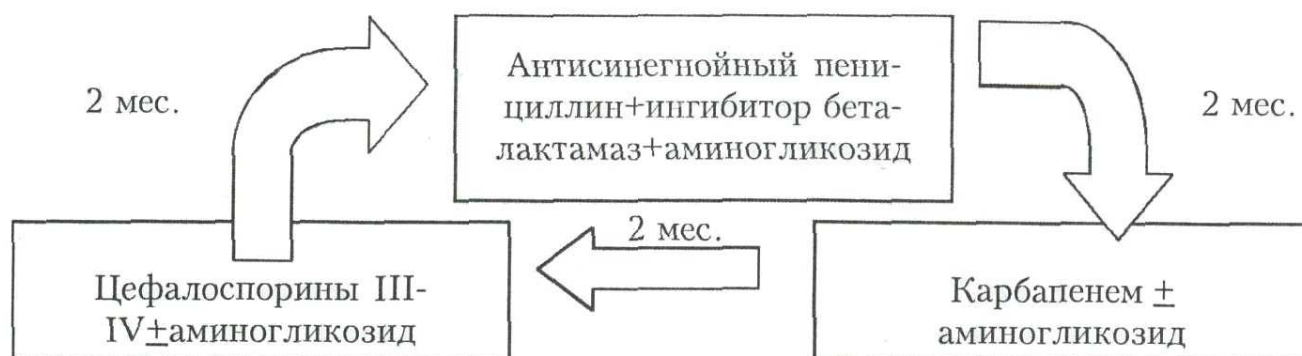 Антисинегнойный пени-
циллин+ингибитор бета-
лактамаз+аминогликозид
2 мес.
2 мес.
2 мес.
Цефалоспорины III-
IV±аминогликозид
Карбапенем ±
аминогликозид